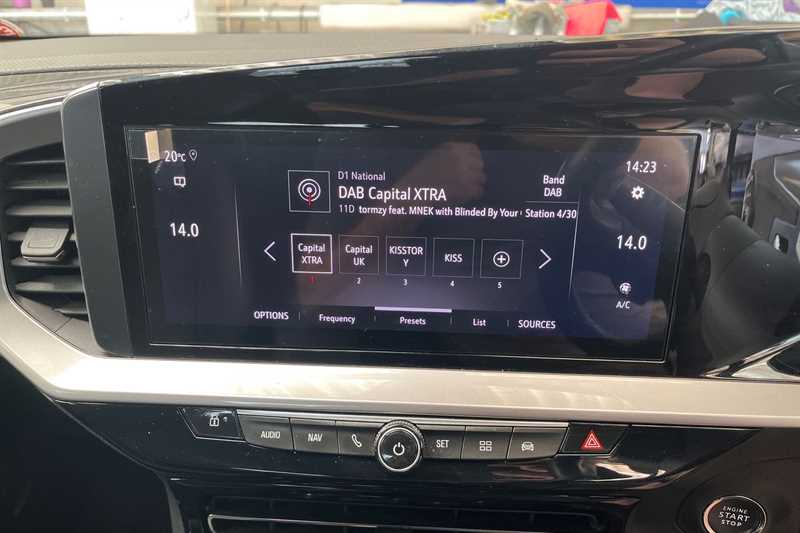 20°C
14:23
D1 National
DAB Capital XTRA
11D tormzy feat. MNEK with Blinded By Your
Band
DAB
Station 4/30
14.0
14.0
Capital
XTRA
1
Capital
UK
2
KISSTOR
Y
3
KISS
4
5
A/C
OPTIONS
Frequency
Presets
List
SOURCES
AUDIO
NAV
SET
ENGINE
START
STOP